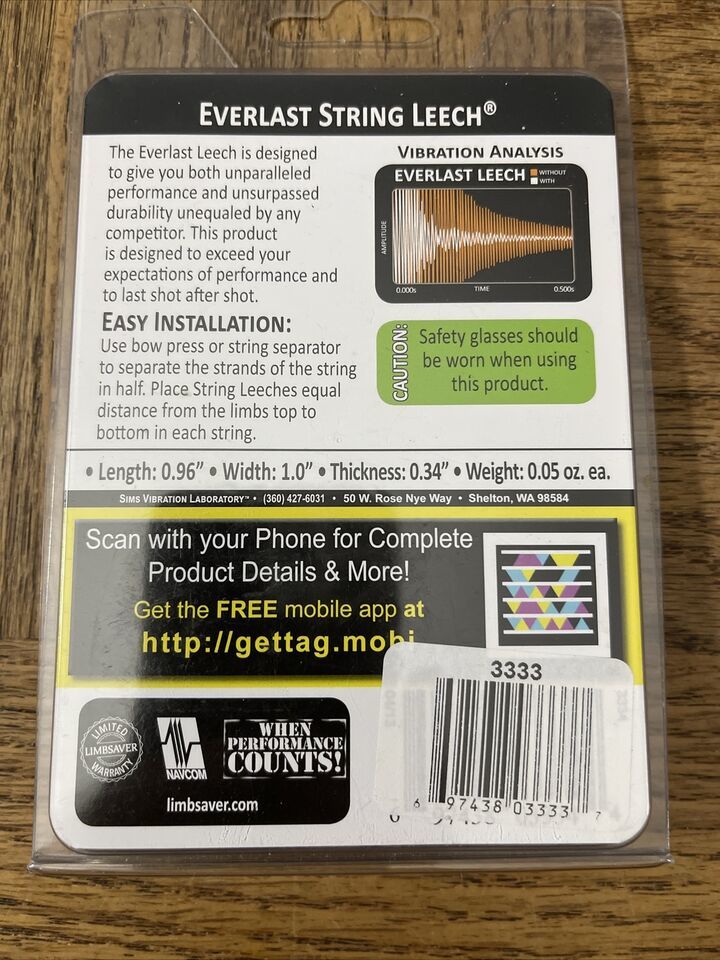 EVERLAST STRING LEECH®
The Everlast Leech is designed
to give you both unparalleled
performance and unsurpassed
durability unequaled by any
competitor. This product
is designed to exceed your
expectations of performance and
to last shot after shot.
EASY INSTALLATION:
Use bow press or string separator
to separate the strands of the string
in half. Place String Leeches equal
distance from the limbs top to
bottom in each string.
VIBRATION ANALYSIS
EVERLAST LEECH
WITHOUT
WITH
AMPLITUDE
0.000s TIME 0.500s
CAUTION:
Safety glasses should
be worn when using
this product.
• Length: 0.96” • Width: 1.0” • Thickness: 0.34” • Weight: 0.05 oz. ea.
SIMS VIBRATION LABORATORY™ • (360) 427-6031 • 50 W. Rose Nye Way • Shelton, WA 98584
Scan with your Phone for Complete
Product Details & More!
Get the FREE mobile app at
http://gettag.mobi
LIMITED
LIMBSAVER
WARRANTY
NAVCOM
WHEN
PERFORMANCE
COUNTS!
limbsaver.com
3333
6 97438 03333 7